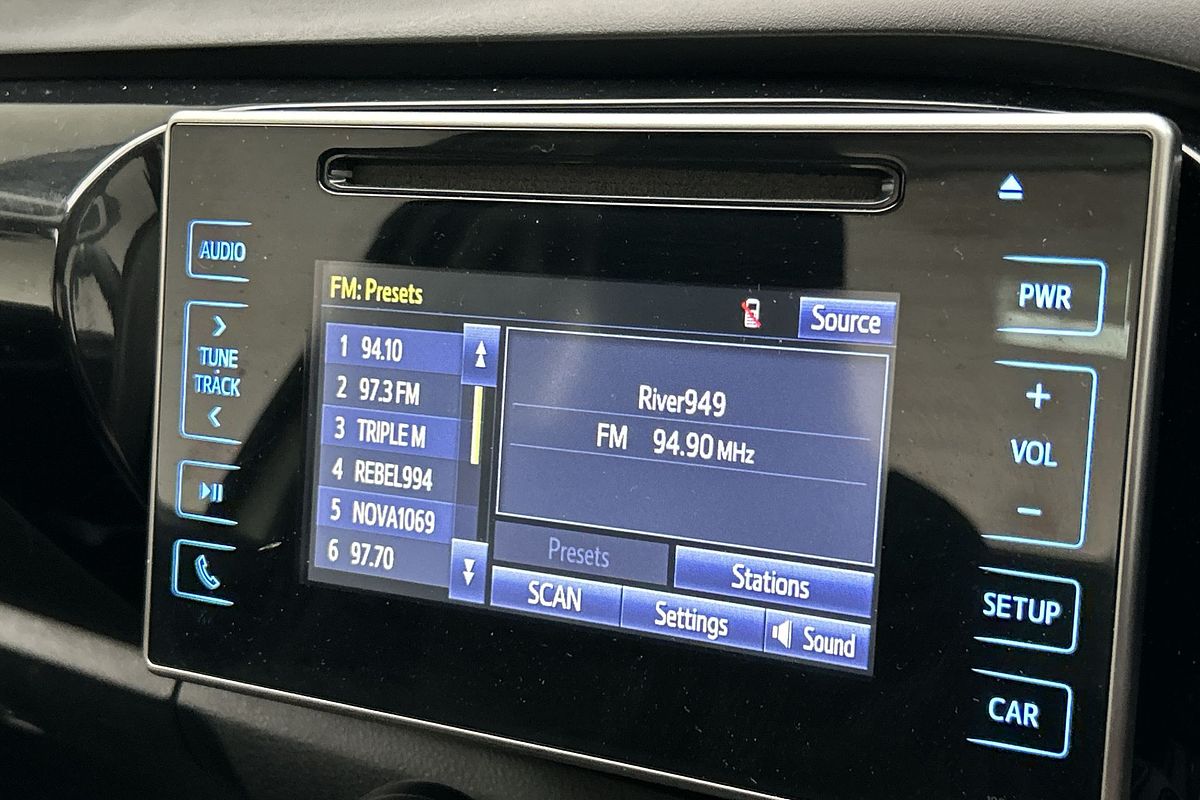 AUDIO
TUNE
TRACK
FM: Presets
Source
1 94.10
2 97.3 FM
3 TRIPLE M
4 REBEL994
5 NOVA1069
6 97.70
River949
FM 94.90 MHz
Presets
Stations
SCAN
Settings
Sound
PWR
+
VOL
-
SETUP
CAR